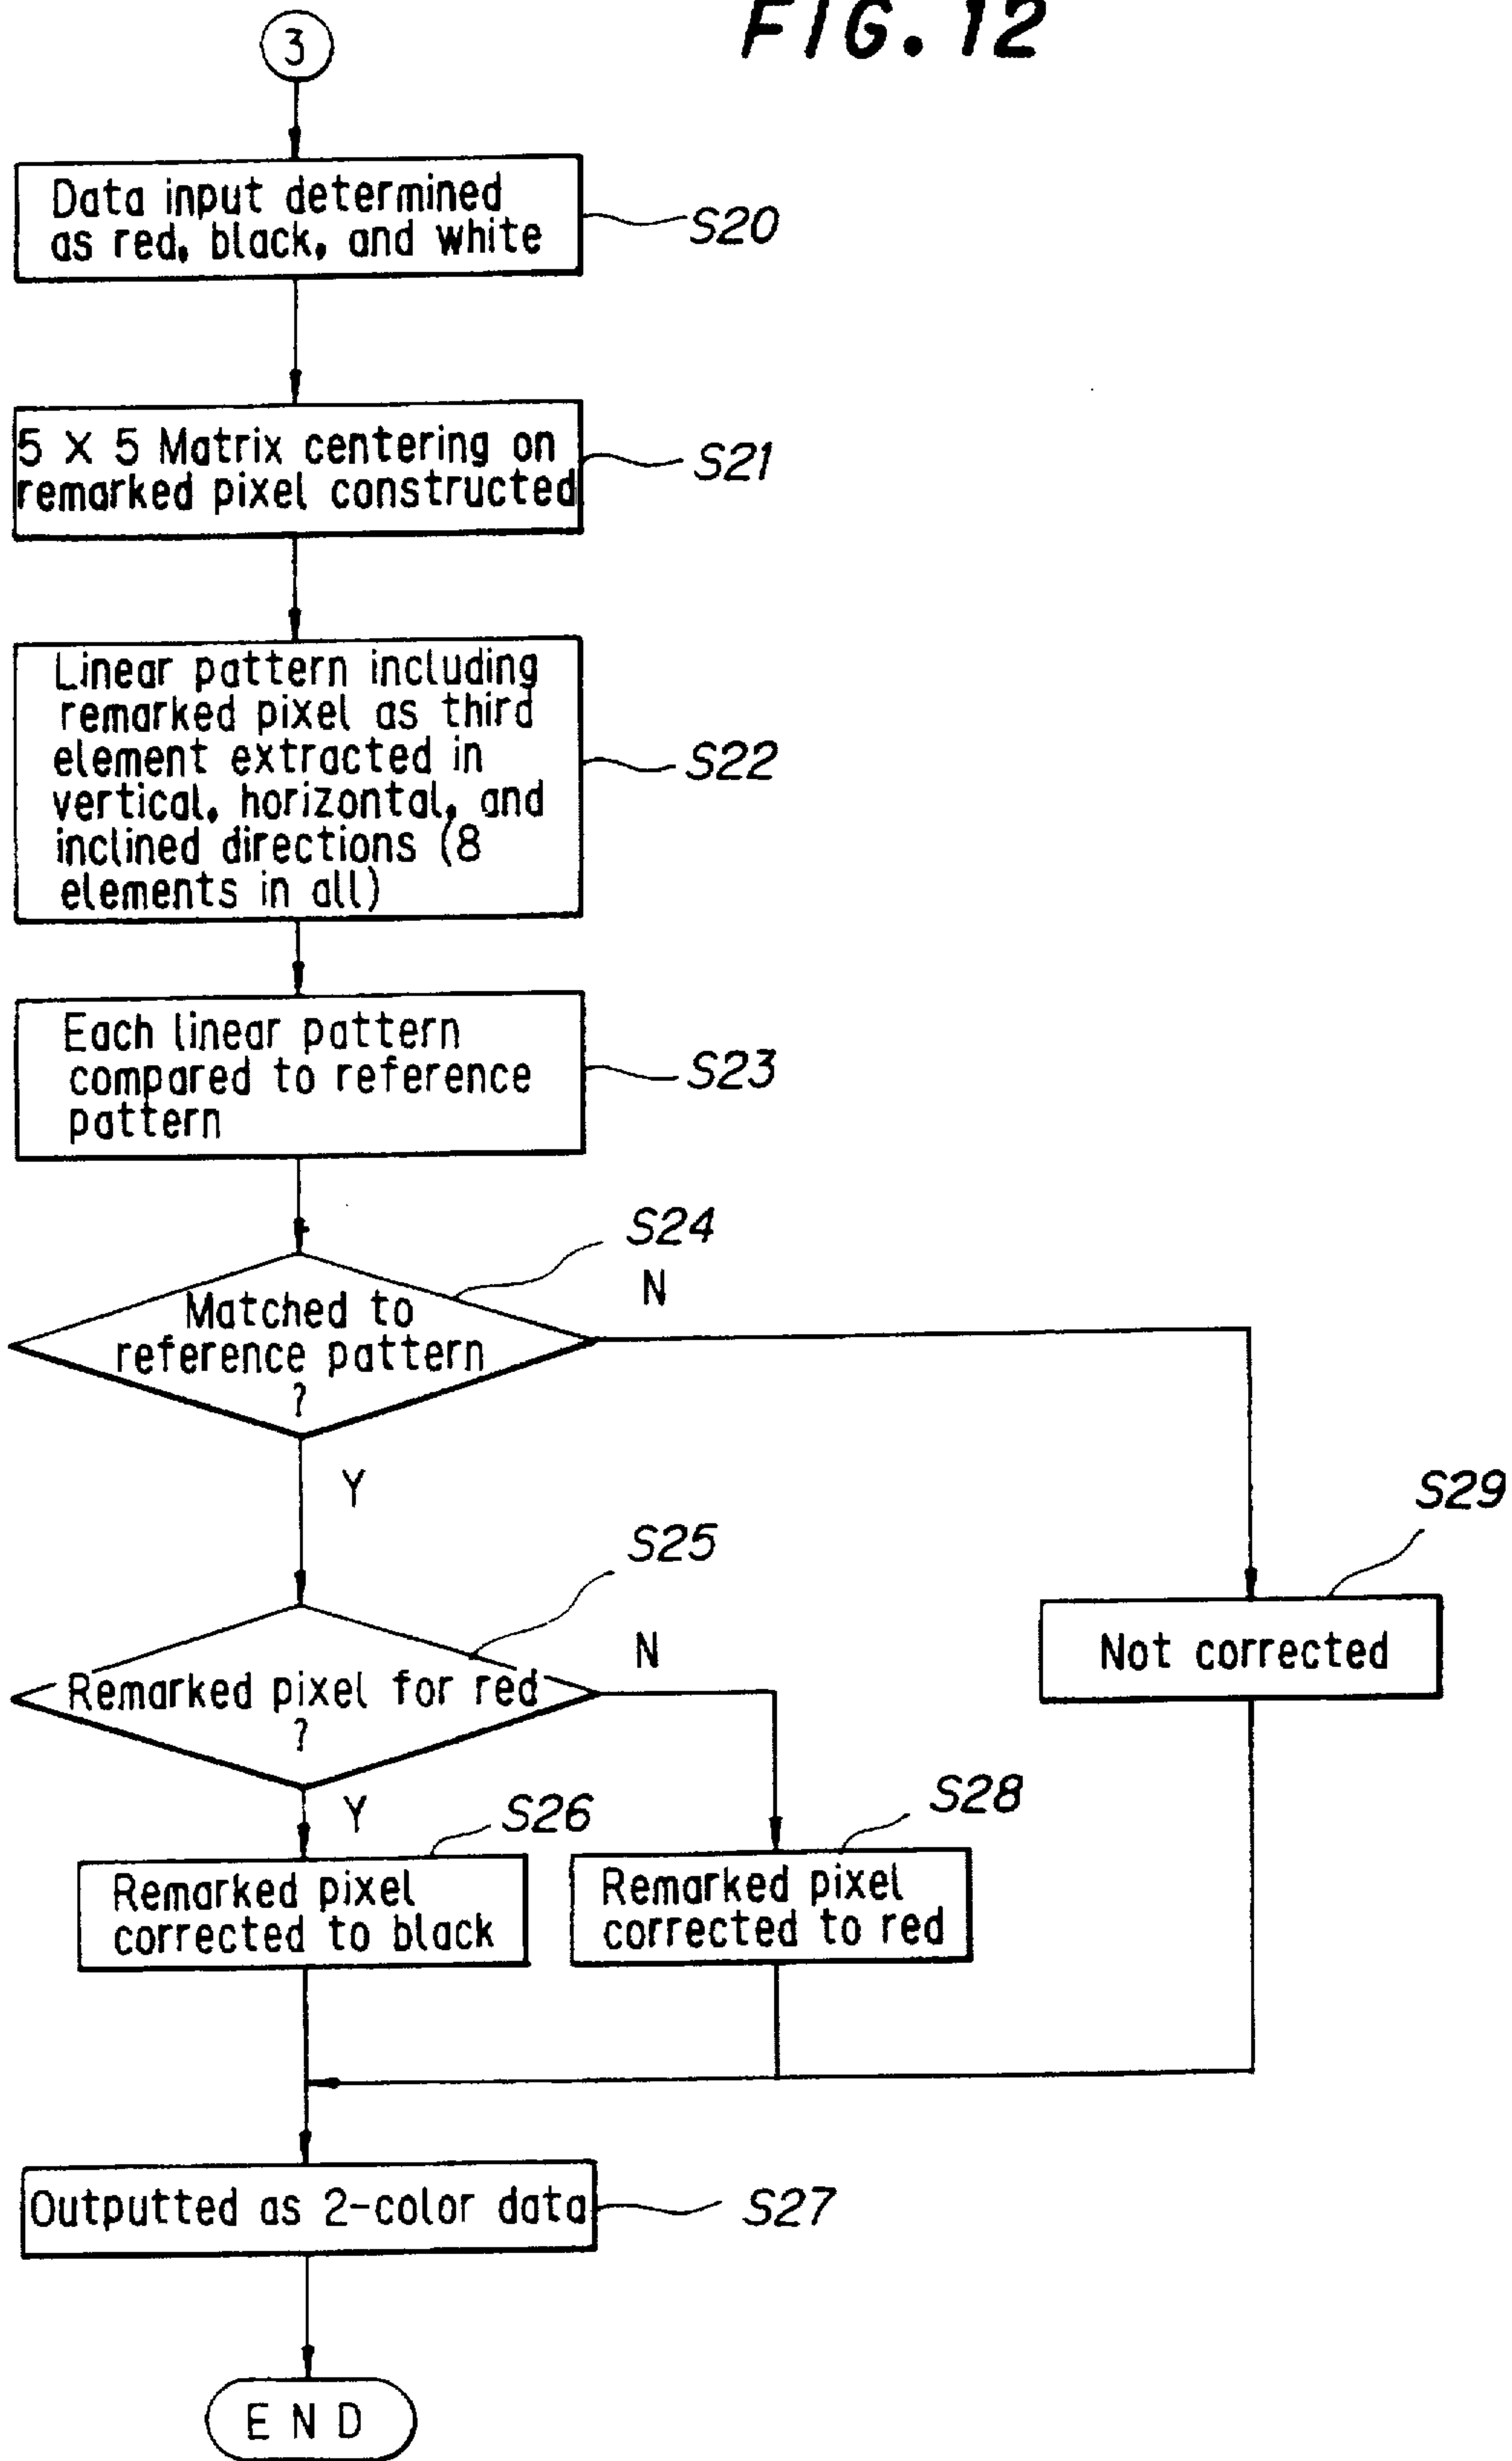 FIG. 12
3
Data input determined
as red, black, and white
S20
5 X 5 Matrix centering on
remarked pixel constructed
S21
Linear pattern including
remarked pixel as third
element extracted in
vertical, horizontal, and
inclined directions (8
elements in all)
S22
Each linear pattern
compared to reference
pattern
S23
S24
Matched to
reference pattern
?
N
Y
S29
Not corrected
S25
Remarked pixel for red
?
N
Y
S26
Remarked pixel
corrected to black
S28
Remarked pixel
corrected to red
Outputted as 2-color data
S27
END